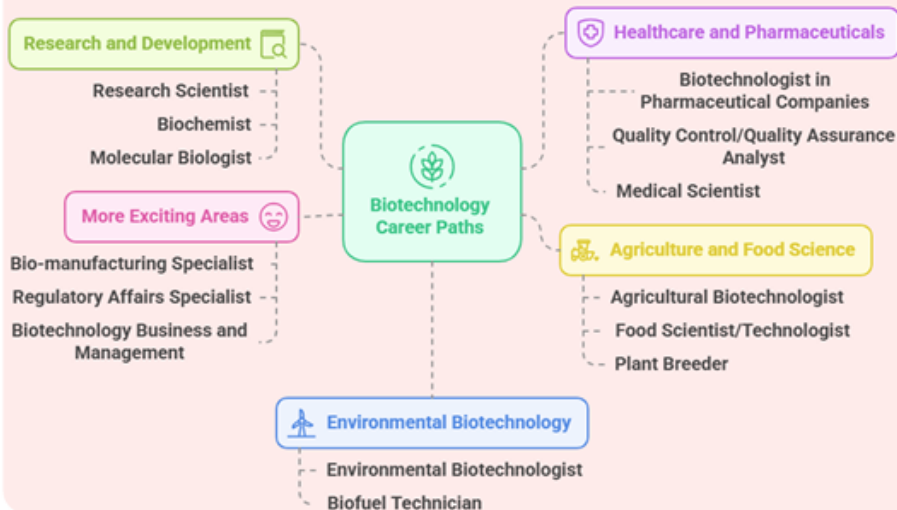 Research and Development
Research Scientist
Biochemist
Molecular Biologist
More Exciting Areas
Bio-manufacturing Specialist
Regulatory Affairs Specialist
Biotechnology Business and
Management
Biotechnology
Career Paths
Healthcare and Pharmaceuticals
Biotechnologist in
Pharmaceutical Companies
Quality Control/Quality Assurance
Analyst
Medical Scientist
Agriculture and Food Science
Agricultural Biotechnologist
Food Scientist/Technologist
Plant Breeder
Environmental Biotechnology
Environmental Biotechnologist
Biofuel Technician